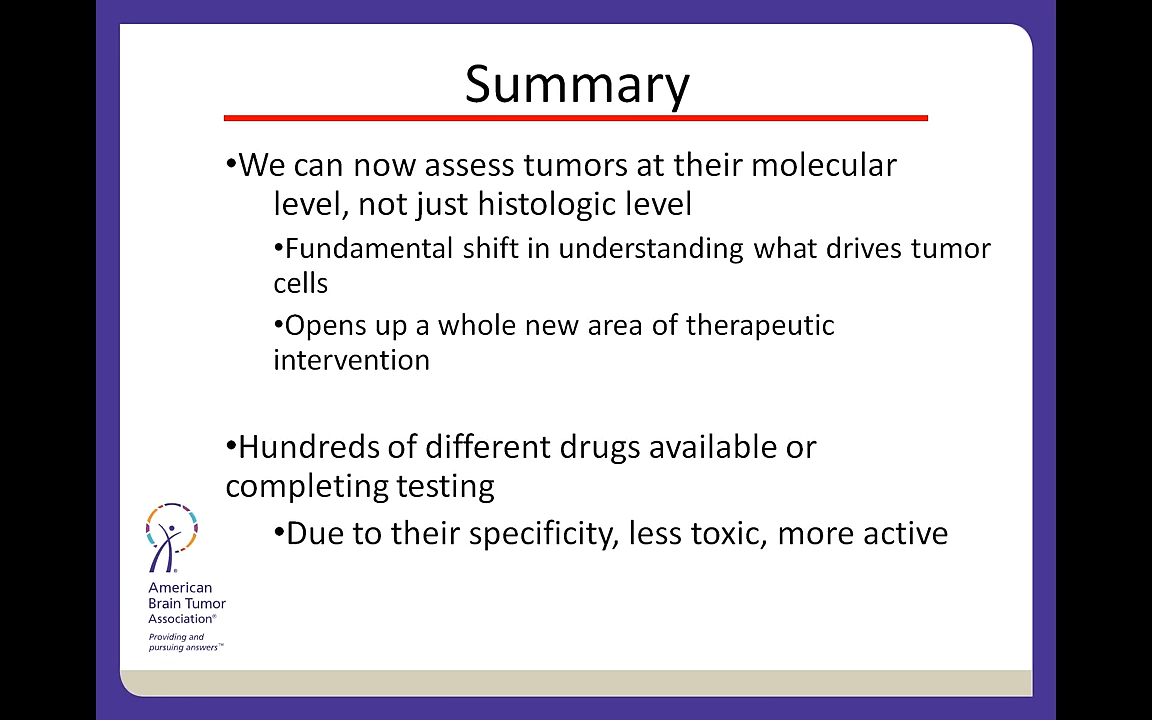 Summary
•We can now assess tumors at their molecular
level, not just histologic level
•Fundamental shift in understanding what drives tumor
cells
•Opens up a whole new area of therapeutic
intervention
•Hundreds of different drugs available or
completing testing
•Due to their specificity, less toxic, more active
American
Brain Tumor
Association®
Providing and
pursuing answers™